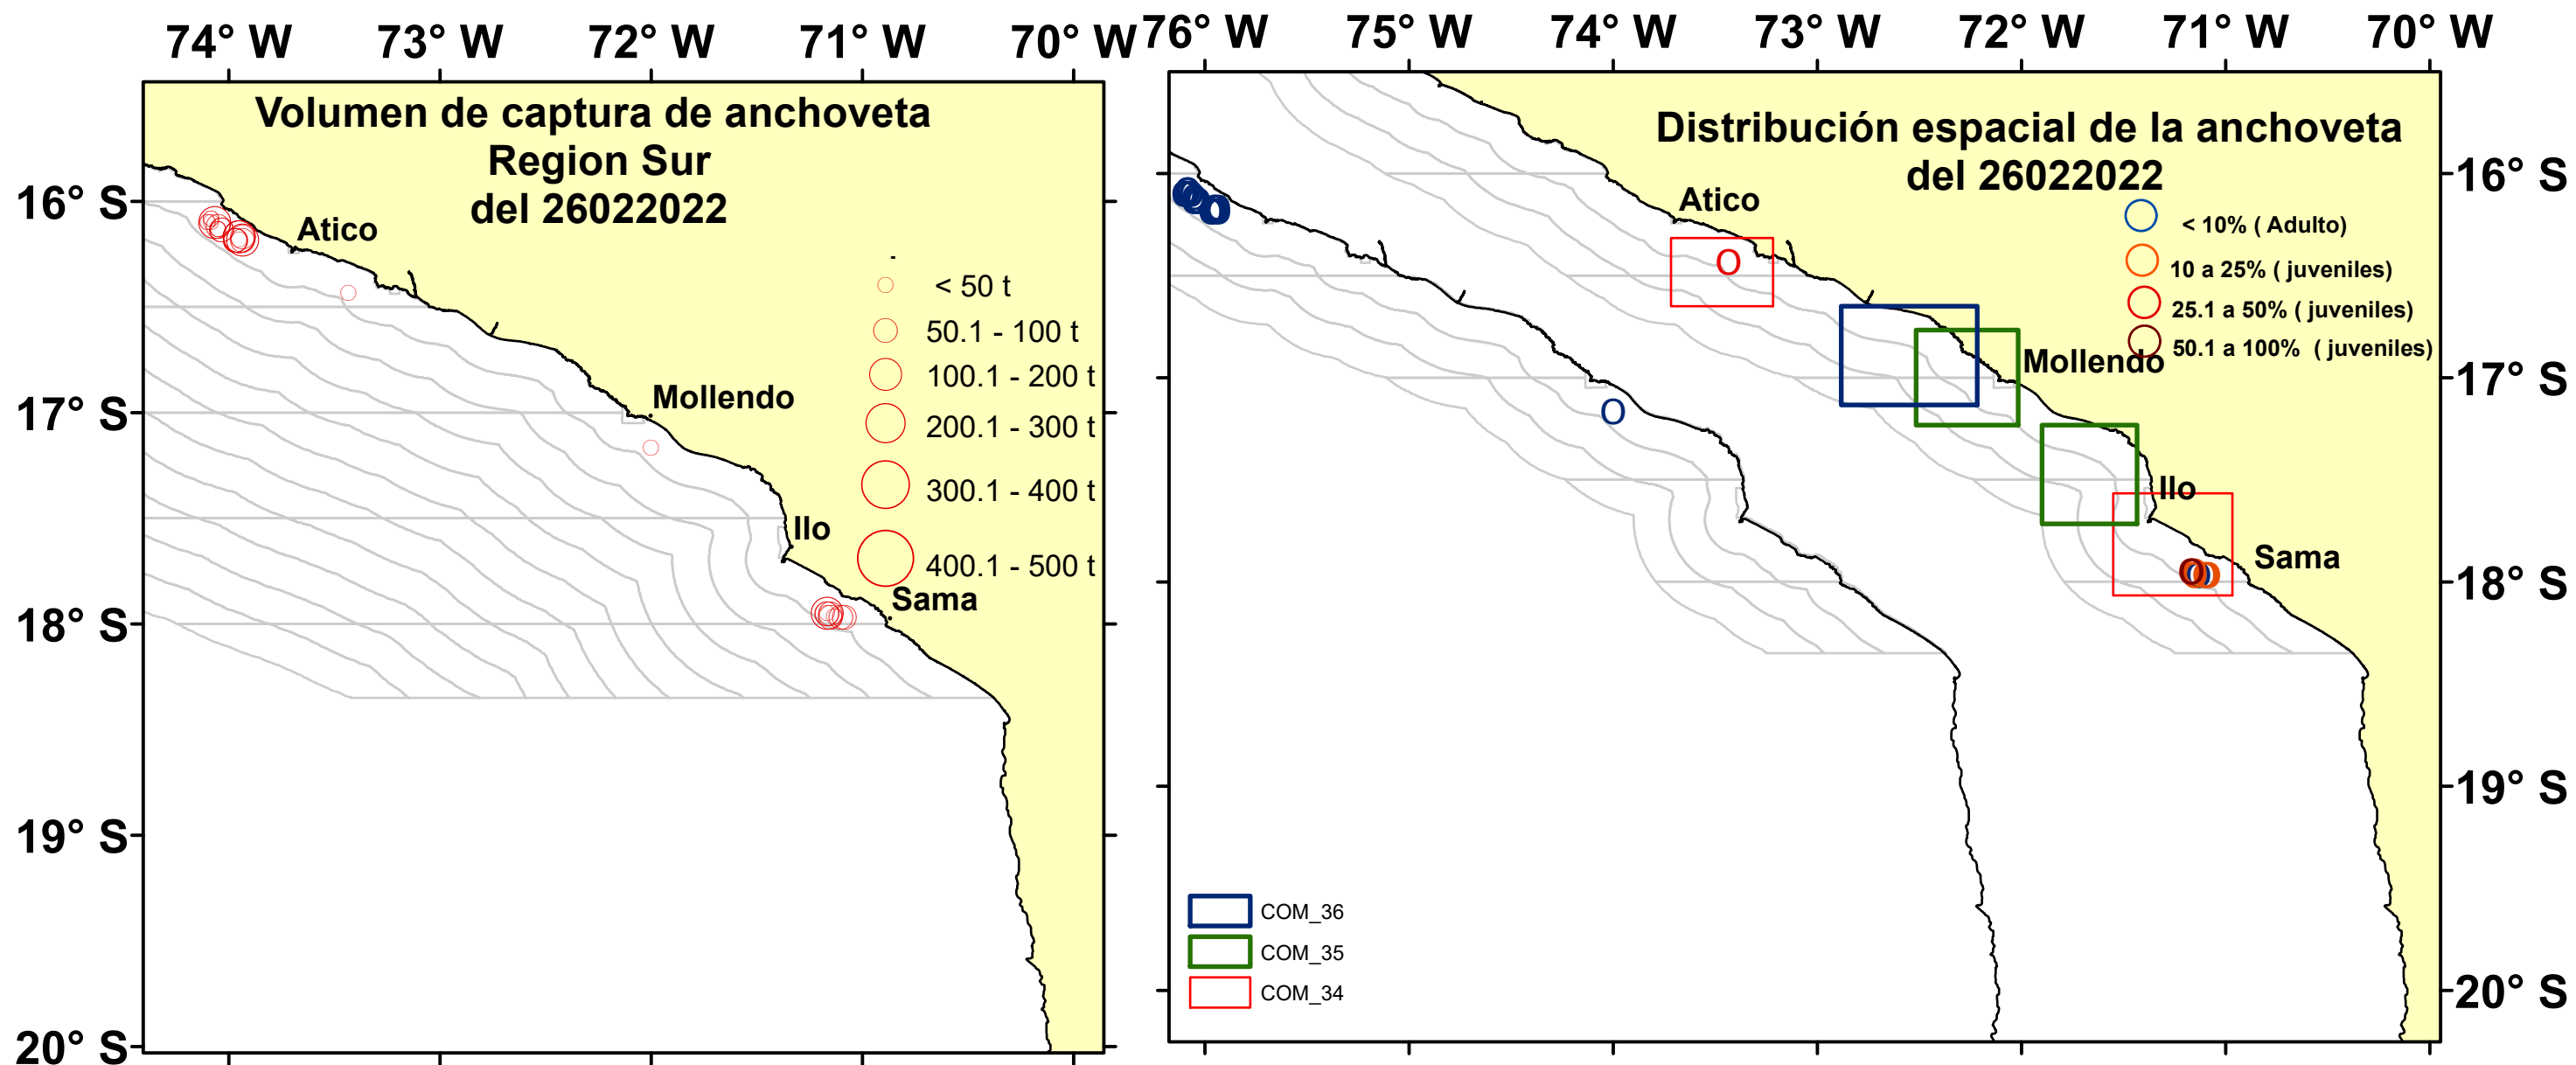 74° W 73° W 72° W 71° W 70° W
Volumen de captura de anchoveta
Region Sur
del 26022022
16° S
17° S
18° S
19° S
20° S
Atico
Mollendo
Ilo
Sama
-
< 50 t
50.1 - 100 t
100.1 - 200 t
200.1 - 300 t
300.1 - 400 t
400.1 - 500 t
76° W 75° W 74° W 73° W 72° W 71° W 70° W
Distribución espacial de la anchoveta
del 26022022
Atico
Mollendo
Ilo
Sama
< 10% ( Adulto)
10 a 25% ( juveniles)
25.1 a 50% ( juveniles)
50.1 a 100% ( juveniles)
16° S
17° S
18° S
19° S
20° S
COM_36
COM_35
COM_34